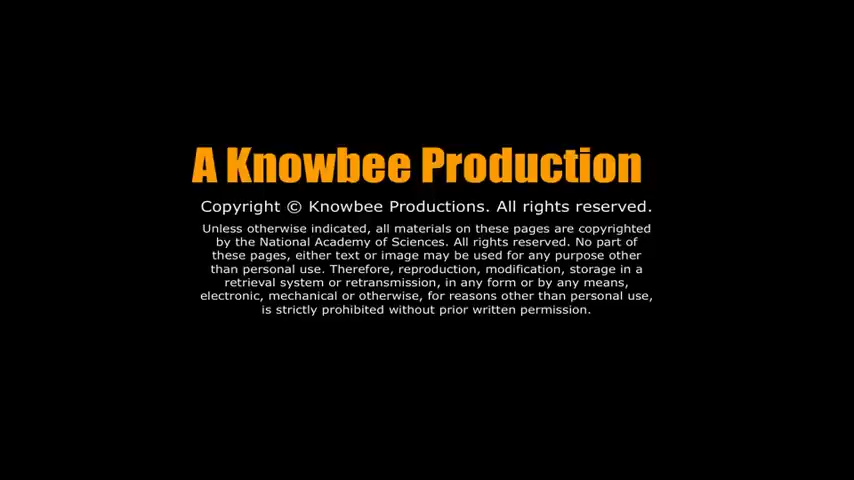 A Knowbee Production
Copyright © Knowbee Productions. All rights reserved.
Unless otherwise indicated, all materials on these pages are copyrighted
by the National Academy of Sciences. All rights reserved. No part of
these pages, either text or image may be used for any purpose other
than personal use. Therefore, reproduction, modification, storage in a
retrieval system or retransmission, in any form or by any means,
electronic, mechanical or otherwise, for reasons other than personal use,
is strictly prohibited without prior written permission.